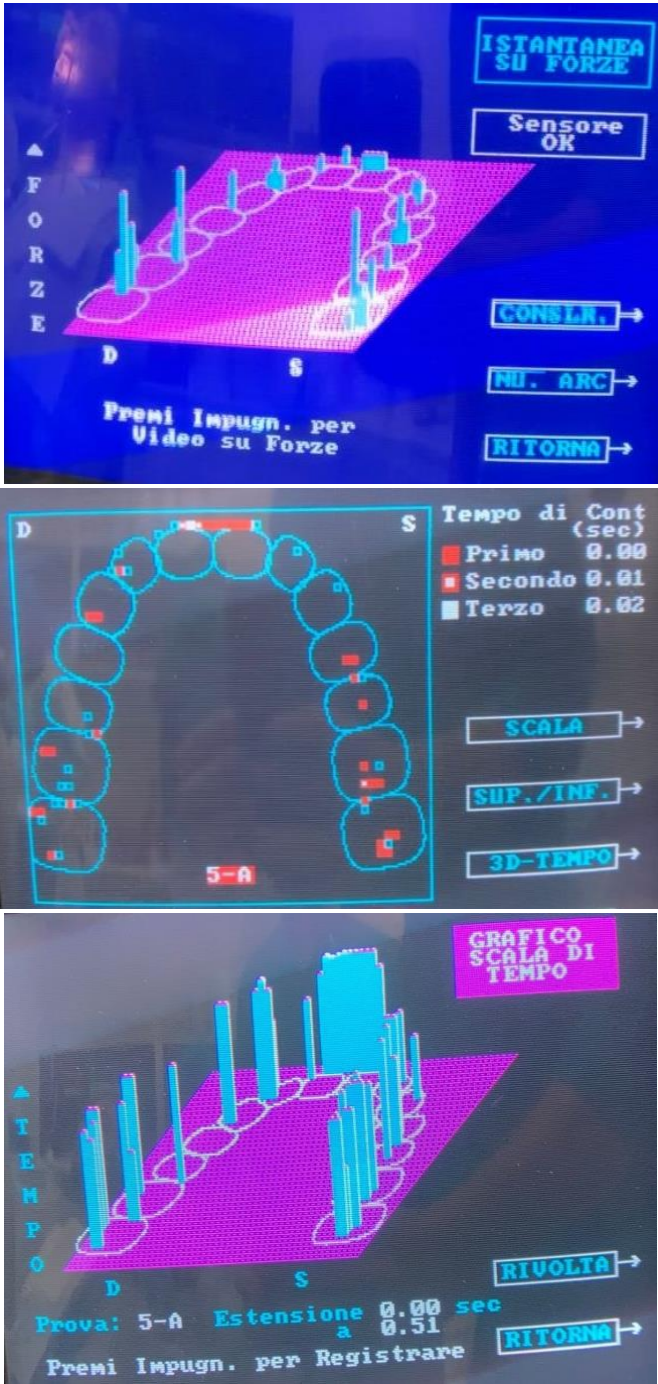 ISTANTANEA
SU FORZE
Sensore
OK
FORZE
CONSLR.
D
S
NU. ARC
Premi Impugn. per
Video su Forze
RITORNA
D
S
Tempo di Cont
(sec)
Primo 0.00
Secondo 0.01
Terzo 0.02
SCALA
SUP./INF.
3D-TEMPO
5-A
GRAFICO
SCALA DI
TEMPO
TEMPO
D
S
RIVOLTA
Prova: 5-A Estensione 0.00 sec
a 0.51
RITORNA
Premi Impugn. per Registrare